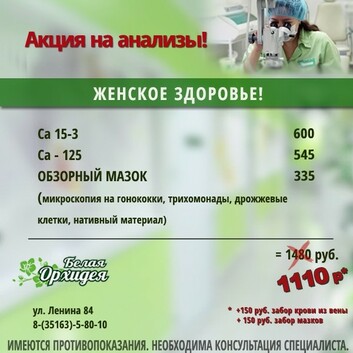 Акция на анализы!
ЖЕНСКОЕ ЗДОРОВЬЕ!
Са 15-3 600
Са - 125 545
ОБЗОРНЫЙ МАЗОК 335
(микроскопия на гонококки, трихомонады, дрожжевые
клетки, нативный материал)
= 1480 руб.
1110 р*.
Белая
Орхидея
* +150 руб. забор крови из вены
+ 150 руб. забор мазков
ул. Ленина 84
8-(35163)-5-80-10
ИМЕЮТСЯ ПРОТИВОПОКАЗАНИЯ. НЕОБХОДИМА КОНСУЛЬТАЦИЯ СПЕЦИАЛИСТА.